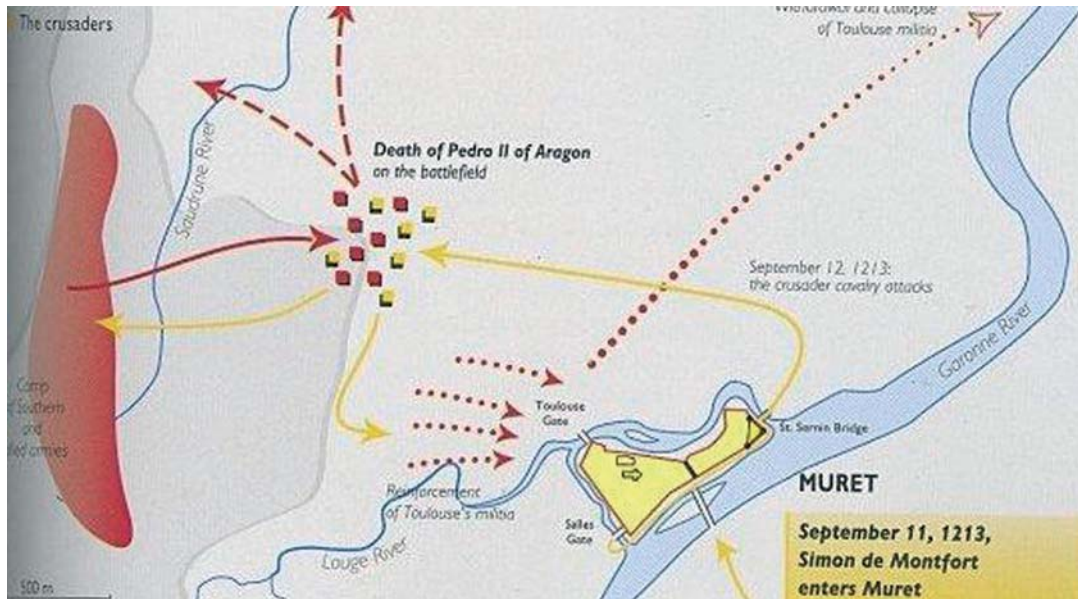 The crusaders
of Toulouse militia
Saudrune River
Death of Pedro II of Aragon
on the battlefield
September 12, 1213:
the crusader cavalry attacks
Garonne River
Camp
Southern
and
armies
Toulouse
Gate
St. Sernin Bridge
Reinforcement
of Toulouse's militia
Salles
Gate
Louge River
MURET
September 11, 1213,
Simon de Montfort
enters Muret
500 m